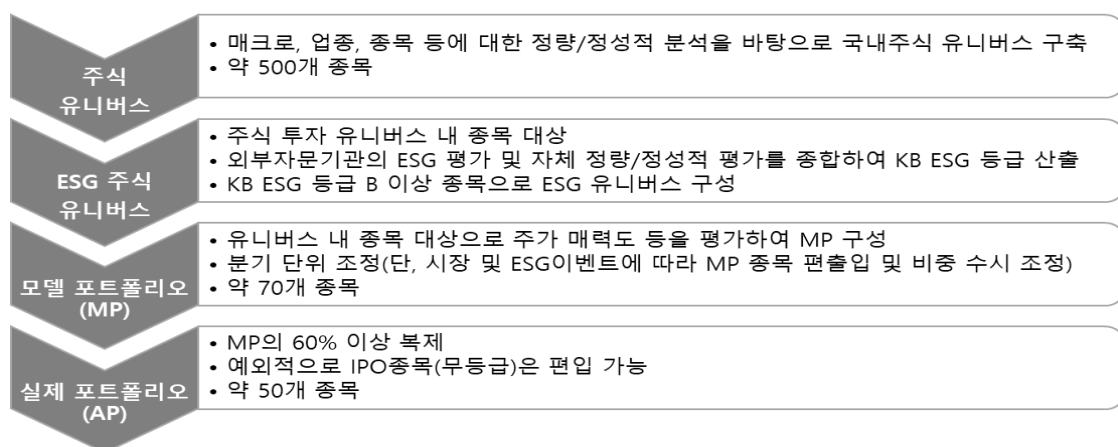 주식
유니버스
• 매크로, 업종, 종목 등에 대한 정량/정성적 분석을 바탕으로 국내주식 유니버스 구축
• 약 500개 종목
ESG 주식
유니버스
• 주식 투자 유니버스 내 종목 대상
• 외부자문기관의 ESG 평가 및 자체 정량/정성적 평가를 종합하여 KB ESG 등급 산출
• KB ESG 등급 B 이상 종목으로 ESG 유니버스 구성
모델 포트폴리오
(MP)
• 유니버스 내 종목 대상으로 주가 매력도 등을 평가하여 MP 구성
• 분기 단위 조정(단, 시장 및 ESG이벤트에 따라 MP 종목 편출입 및 비중 수시 조정)
• 약 70개 종목
실제 포트폴리오
(AP)
• MP의 60% 이상 복제
• 예외적으로 IPO종목(무등급)은 편입 가능
• 약 50개 종목